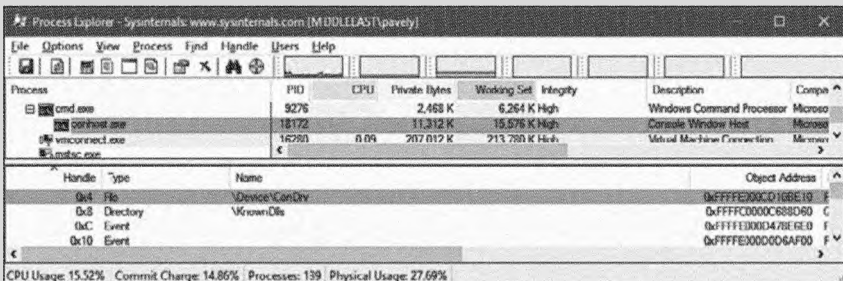 Process Explorer - Sysinternals: www.sysinternals.com [MIDDLEAST\pavely]
File Options View Process Find Handle Users Help
Process PID CPU Private Bytes Working Set Integrity Description Compa
cmd.exe 9276 2,468 K 6,264 K High Windows Command Processor Microso
conhost.exe 18172 11,312 K 15,576 K High Console Window Host Microso
vmconnect.exe 16280 0.09 207,012 K 213,780 K High Virtual Machine Connection Microso
mstsc.exe
Handle Type Name Object Address
0x4 File \Device\ConDrv F
0x8 Directory \KnownDlls 0xFFFFC0000C688D60 C
0xC Event 0xFFFFE000D478E6E0 F
0x10 Event 0xFFFFE000D0D6AF00 F
CPU Usage: 15.52% Commit Charge: 14.86% Processes: 139 Physical Usage: 27.69%